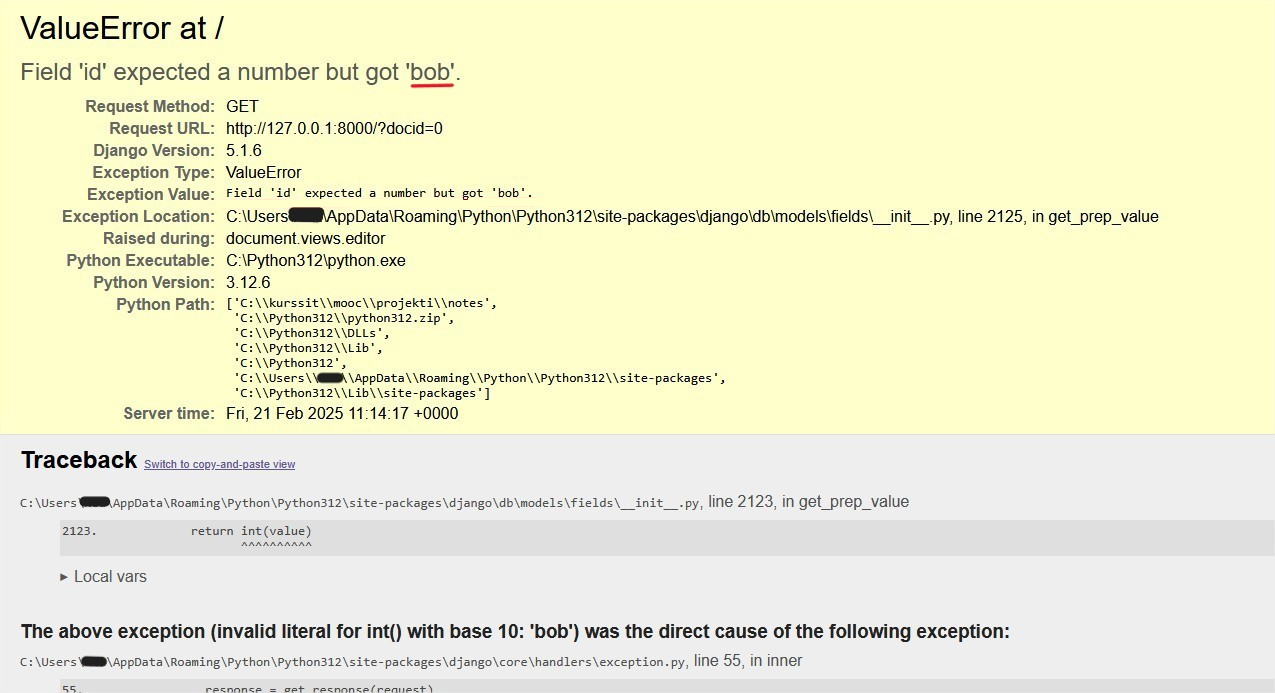 ValueError at /
Field 'id' expected a number but got 'bob'.
Request Method: GET
Request URL: http://127.0.0.1:8000/?docid=0
Django Version: 5.1.6
Exception Type: ValueError
Exception Value: Field 'id' expected a number but got 'bob'.
Exception Location: C:\Users\AppData\Roaming\Python\Python312\site-packages\django\db\models\fields\__init__.py, line 2125, in get_prep_value
Raised during: document.views.editor
Python Executable: C:\Python312\python.exe
Python Version: 3.12.6
Python Path: ['C:\\kurssit\\mooc\\projekti\\notes',
'C:\\Python312\\python312.zip',
'C:\\Python312\\DLLs',
'C:\\Python312\\Lib',
'C:\\Python312',
'C:\\Users\\\\AppData\\Roaming\\Python\\Python312\\site-packages',
'C:\\Python312\\Lib\\site-packages']
Server time: Fri, 21 Feb 2025 11:14:17 +0000
Traceback Switch to copy-and-paste view
C:\Users\AppData\Roaming\Python\Python312\site-packages\django\db\models\fields\__init__.py, line 2123, in get_prep_value
2123. return int(value)
^^^^^^^^^^
▸ Local vars
The above exception (invalid literal for int() with base 10: 'bob') was the direct cause of the following exception:
C:\Users\\AppData\Roaming\Python\Python312\site-packages\django\core\handlers\exception.py, line 55, in inner
55. response = get_response(request)